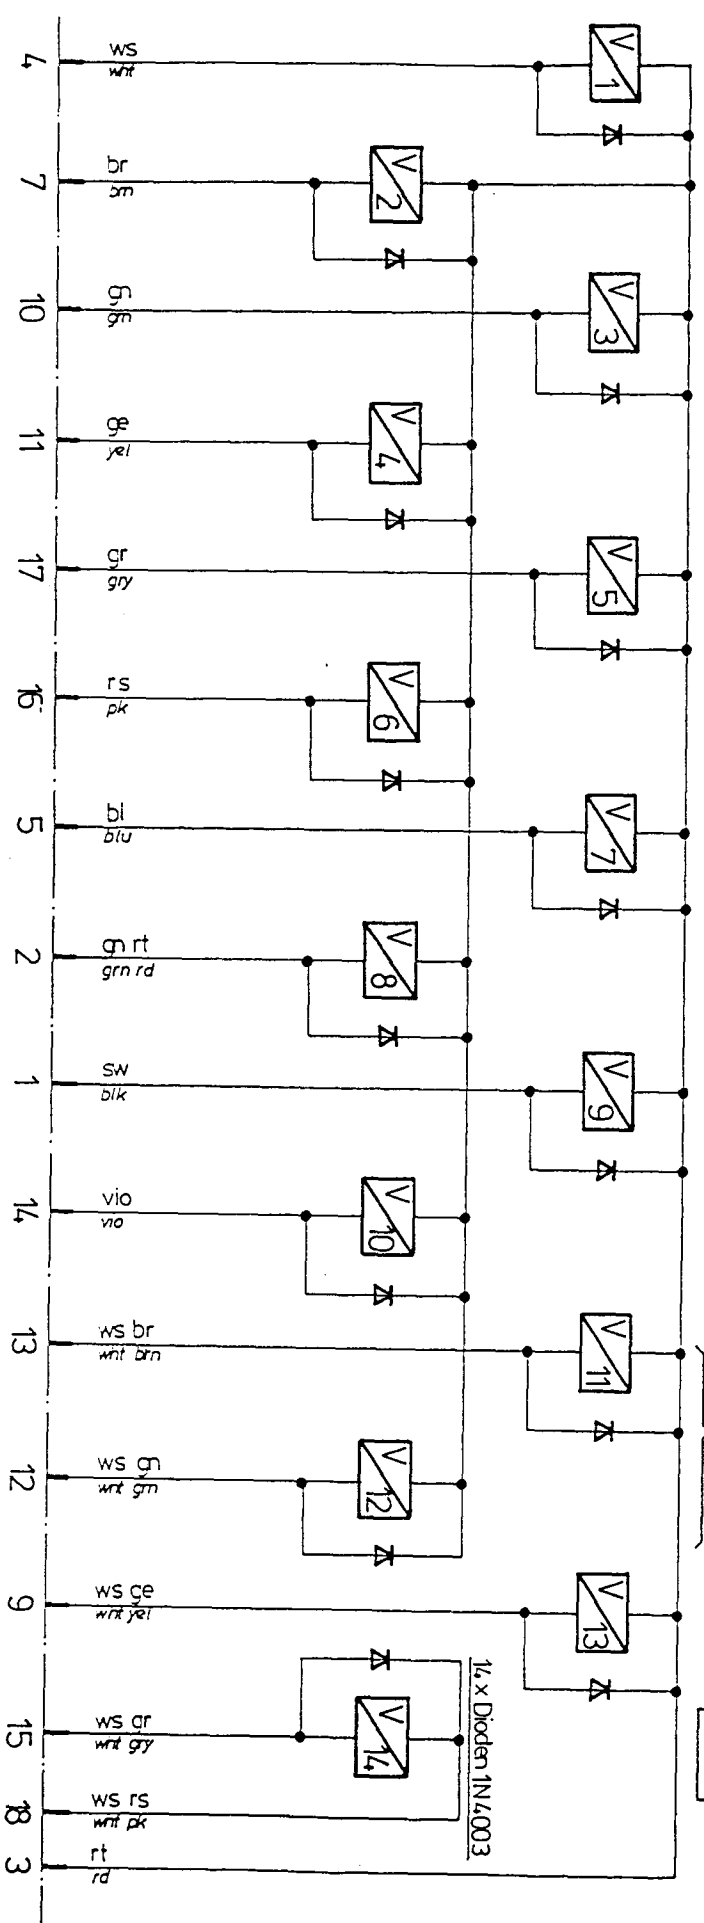 4
ws
wht
V
1
7
br
brn
V
2
10
gn
grn
V
3
11
ge
yel
V
4
17
gr
gry
V
5
16
rs
pk
V
6
5
bl
blu
V
7
2
gn rt
grn rd
V
8
1
sw
blk
V
9
14
vio
vio
V
10
13
ws br
wht brn
V
11
12
ws gn
wht grn
V
12
9
ws ge
wht yel
V
13
15
ws gr
wht gry
V
14
14 x Dioden 1N4003
18
ws rs
wht pk
3
rt
rd